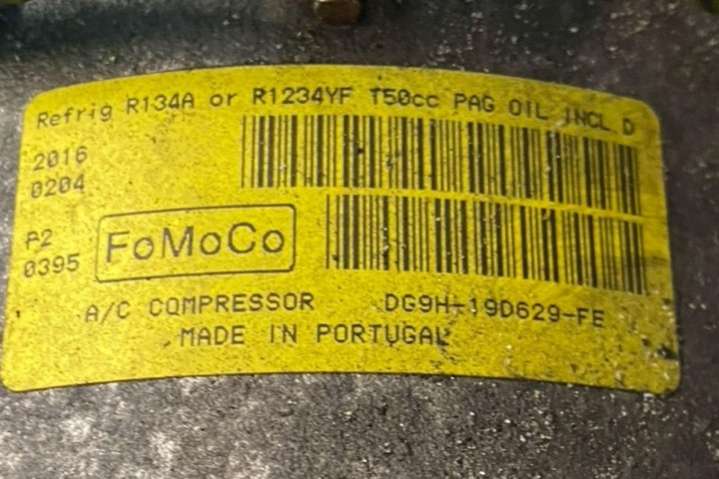 Refrig R134A or R1234YF 150cc PAG OIL INCL D
2016
0204
P2
0395
FoMoCo
A/C COMPRESSOR DG9H-19D629-FE
MADE IN PORTUGAL